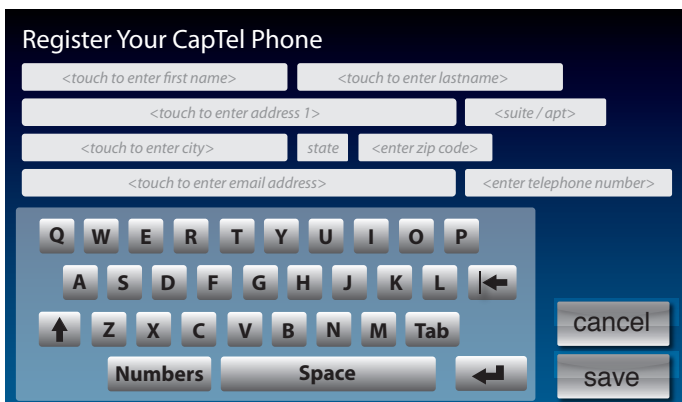 Register Your CapTel Phone
<touch to enter first name> <touch to enter lastname>
<touch to enter address 1> <suite / apt>
<touch to enter city> state <enter zip code>
<touch to enter email address> <enter telephone number>
Q W E R T Y U I O P
A S D F G H J K L
Z X C V B N M Tab
cancel
Numbers Space
save